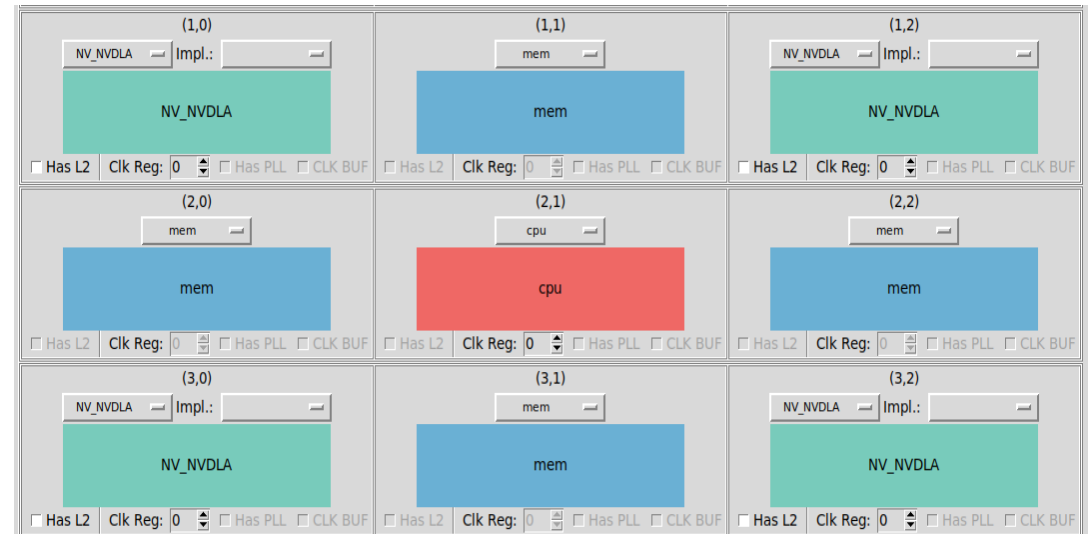 (1,0) (1,1) (1,2)
NV_NVDLA Impl.: mem NV_NVDLA Impl.:
NV_NVDLA mem NV_NVDLA
Has L2 Clk Reg: 0 Has PLL CLK BUF Has L2 Clk Reg: 0 Has PLL CLK BUF Has L2 Clk Reg: 0 Has PLL CLK BUF
(2,0) (2,1) (2,2)
mem cpu mem
mem cpu mem
Has L2 Clk Reg: 0 Has PLL CLK BUF Has L2 Clk Reg: 0 Has PLL CLK BUF Has L2 Clk Reg: 0 Has PLL CLK BUF
(3,0) (3,1) (3,2)
NV_NVDLA Impl.: mem NV_NVDLA Impl.:
NV_NVDLA mem NV_NVDLA
Has L2 Clk Reg: 0 Has PLL CLK BUF Has L2 Clk Reg: 0 Has PLL CLK BUF Has L2 Clk Reg: 0 Has PLL CLK BUF